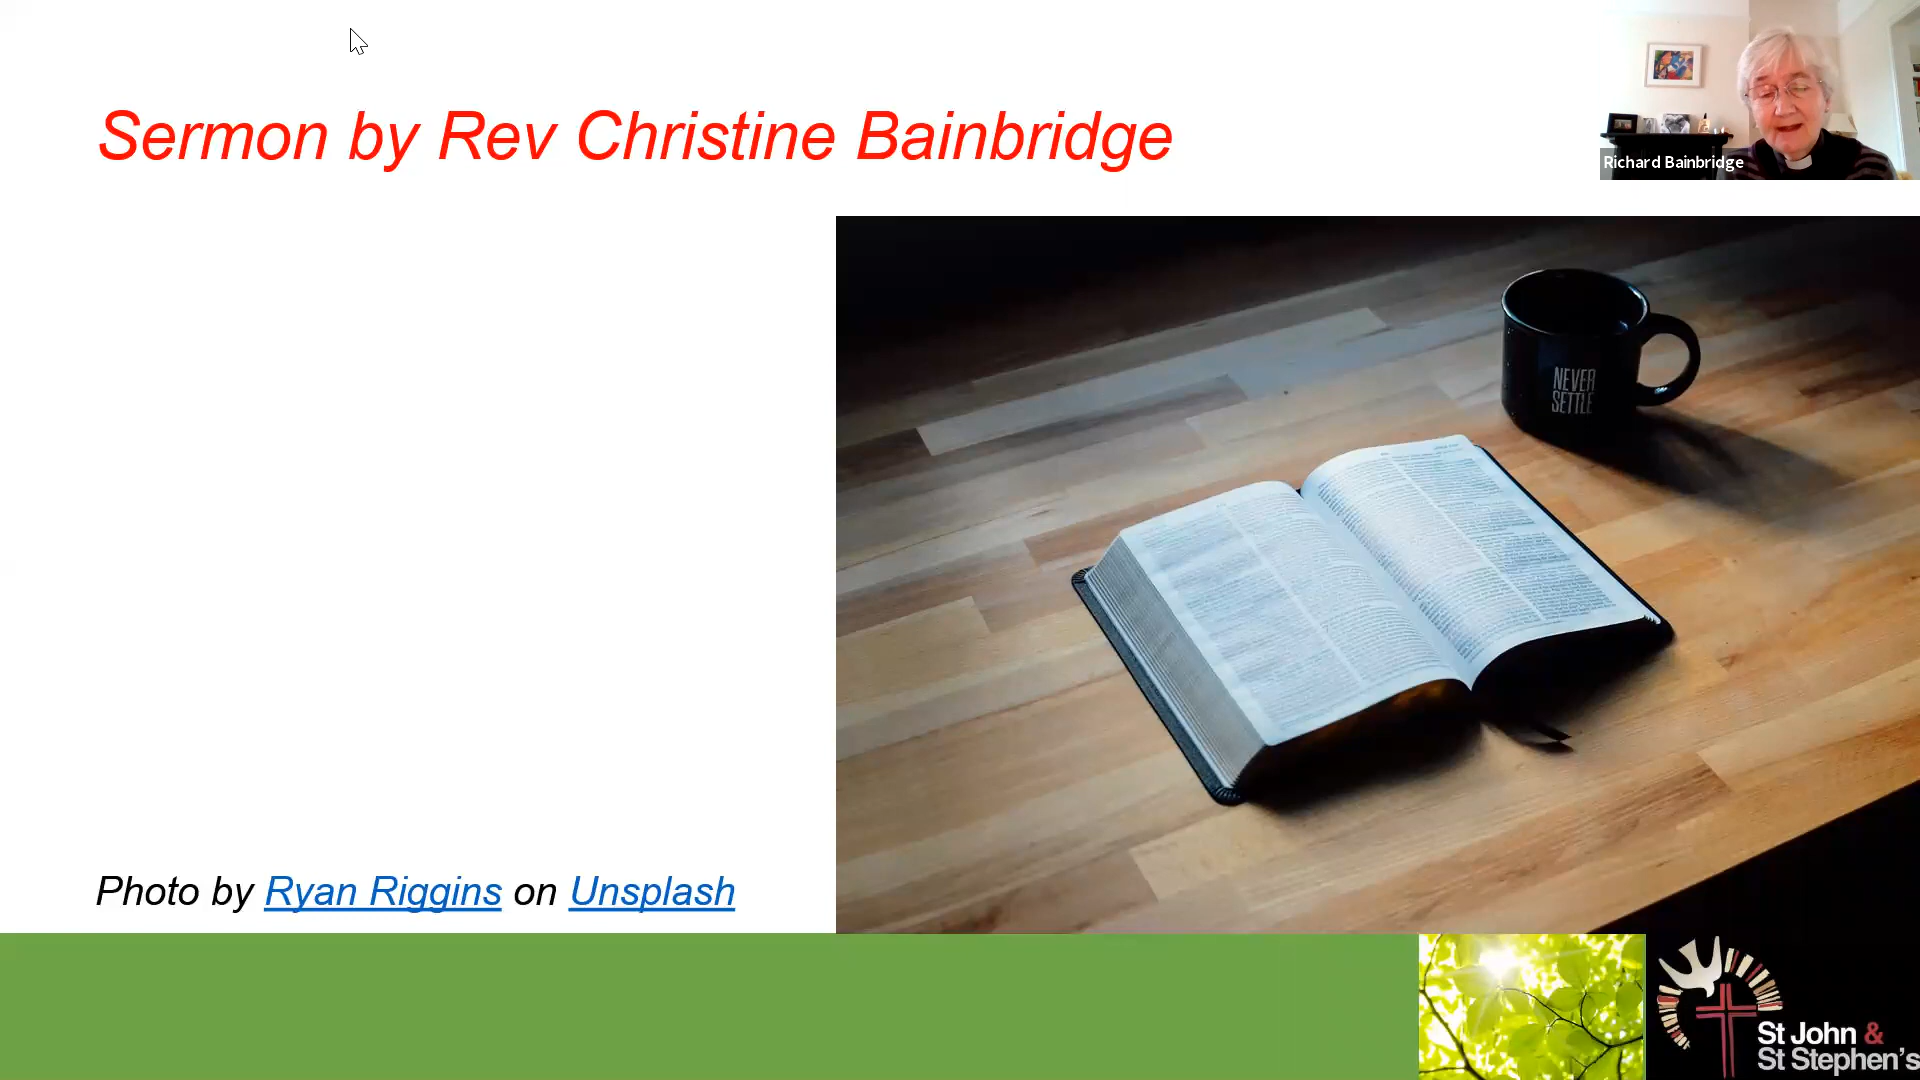 Sermon by Rev Christine Bainbridge
Richard Bainbridge
NEVER
SETTLE
Photo by Ryan Riggins on Unsplash
St John &
St Stephen's